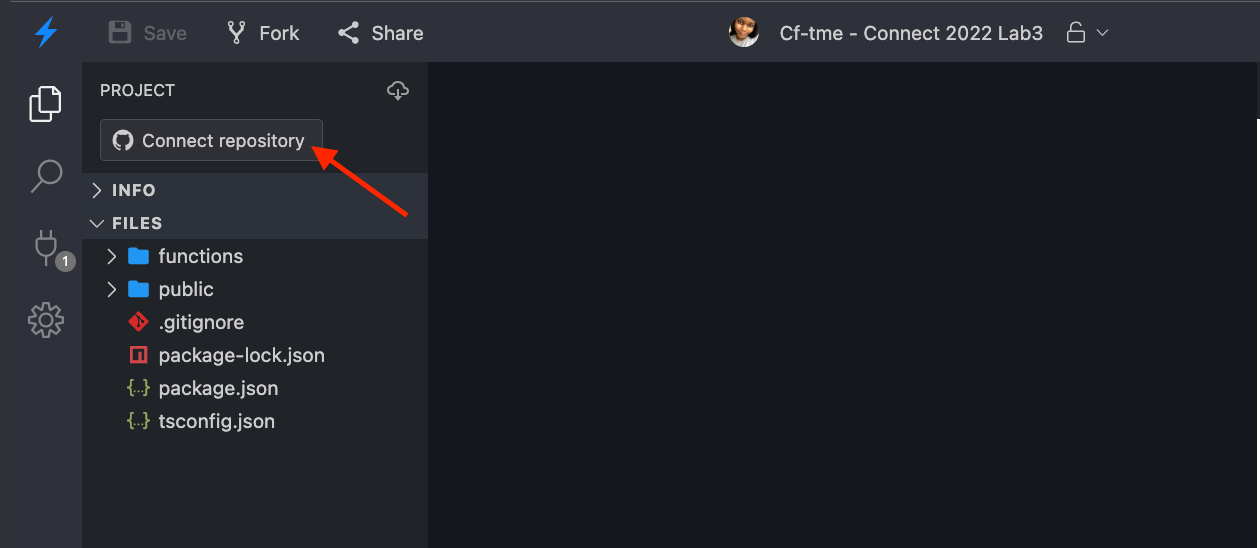 Save Fork Share Cf-tme - Connect 2022 Lab3
PROJECT
Connect repository
INFO
FILES
functions
1
public
.gitignore
package-lock.json
{..} package.json
{..} tsconfig.json